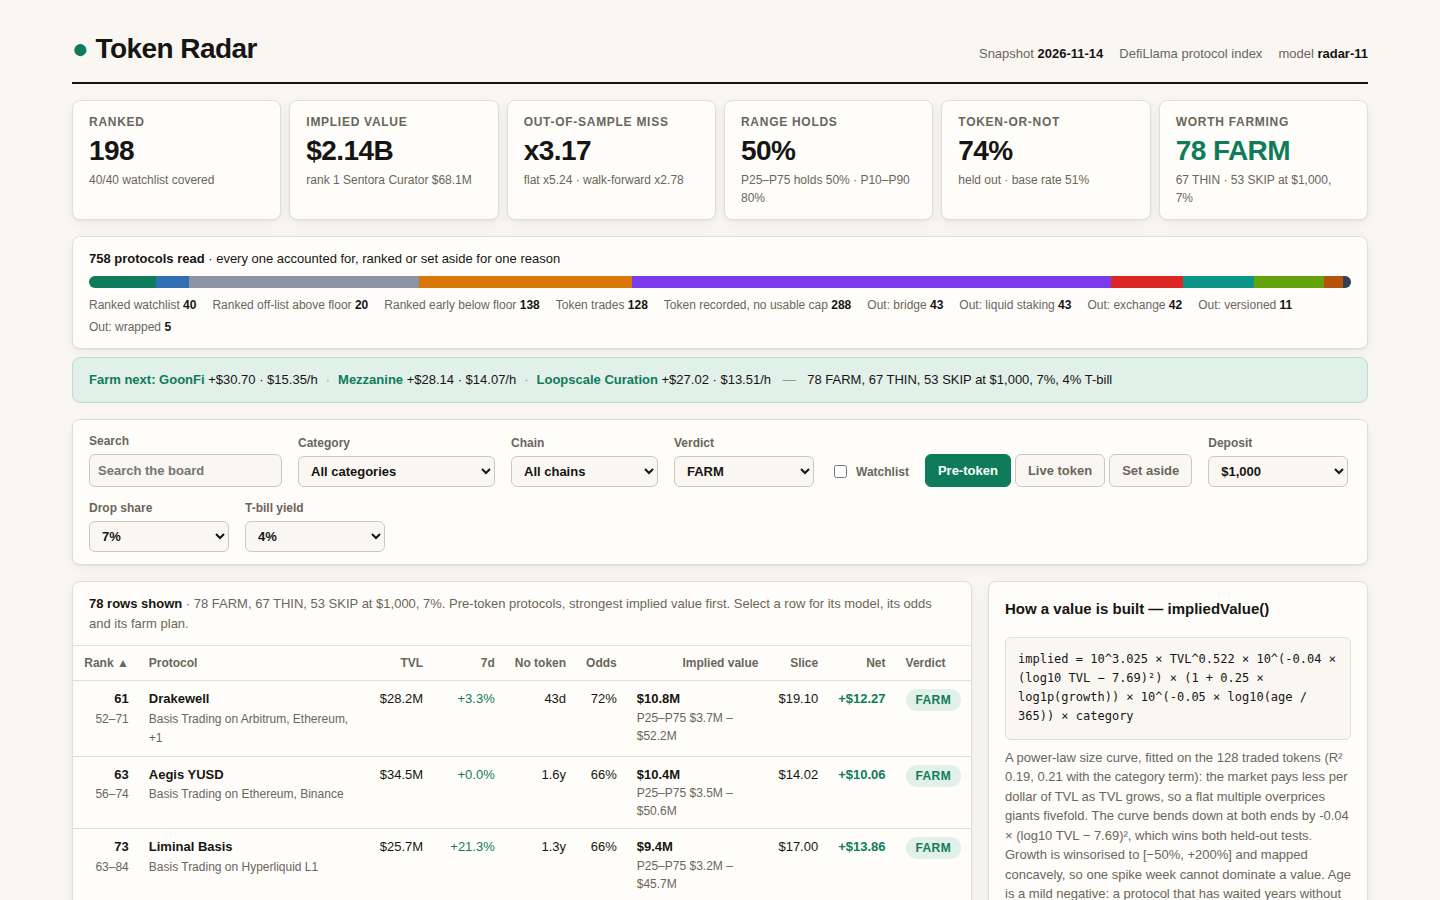 Token Radar
Snapshot 2026-11-14 DefiLlama protocol index model radar-11
RANKED
198
40/40 watchlist covered
IMPLIED VALUE
$2.14B
rank 1 Sentora Curator $68.1M
OUT-OF-SAMPLE MISS
x3.17
flat x5.24 · walk-forward x2.78
RANGE HOLDS
50%
P25–P75 holds 50% · P10–P90
80%
TOKEN-OR-NOT
74%
held out · base rate 51%
WORTH FARMING
78 FARM
67 THIN · 53 SKIP at $1,000,
7%
758 protocols read · every one accounted for, ranked or set aside for one reason
Ranked watchlist 40 Ranked off-list above floor 20 Ranked early below floor 138 Token trades 128 Token recorded, no usable cap 288 Out: bridge 43 Out: liquid staking 43 Out: exchange 42 Out: versioned 11
Out: wrapped 5
Farm next: GoonFi +$30.70 · $15.35/h · Mezzanine +$28.14 · $14.07/h · Loopscale Curation +$27.02 · $13.51/h — 78 FARM, 67 THIN, 53 SKIP at $1,000, 7%, 4% T-bill
Search
Search the board
Category
All categories
Chain
All chains
Verdict
FARM
Watchlist
Pre-token Live token Set aside
Deposit
$1,000
Drop share
7%
T-bill yield
4%
78 rows shown · 78 FARM, 67 THIN, 53 SKIP at $1,000, 7%. Pre-token protocols, strongest implied value first. Select a row for its model, its odds
and its farm plan.
Rank ▲ Protocol TVL 7d No token Odds Implied value Slice Net Verdict
61 Drakewell $28.2M +3.3% 43d 72% $10.8M $19.10 +$12.27 FARM
52–71 Basis Trading on Arbitrum, Ethereum, P25–P75 $3.7M –
+1 $52.2M
63 Aegis YUSD $34.5M +0.0% 1.6y 66% $10.4M $14.02 +$10.06 FARM
56–74 Basis Trading on Ethereum, Binance P25–P75 $3.5M –
$50.6M
73 Liminal Basis $25.7M +21.3% 1.3y 66% $9.4M $17.00 +$13.86 FARM
63–84 Basis Trading on Hyperliquid L1 P25–P75 $3.2M –
$45.7M
How a value is built — impliedValue()
implied = 10^3.025 × TVL^0.522 × 10^(-0.04 ×
(log10 TVL − 7.69)²) × (1 + 0.25 ×
log1p(growth)) × 10^(-0.05 × log10(age /
365)) × category
A power-law size curve, fitted on the 128 traded tokens (R²
0.19, 0.21 with the category term): the market pays less per
dollar of TVL as TVL grows, so a flat multiple overprices
giants fivefold. The curve bends down at both ends by -0.04
× (log10 TVL − 7.69)², which wins both held-out tests.
Growth is winsorised to [−50%, +200%] and mapped
concavely, so one spike week cannot dominate a value. Age
is a mild negative: a protocol that has waited years without